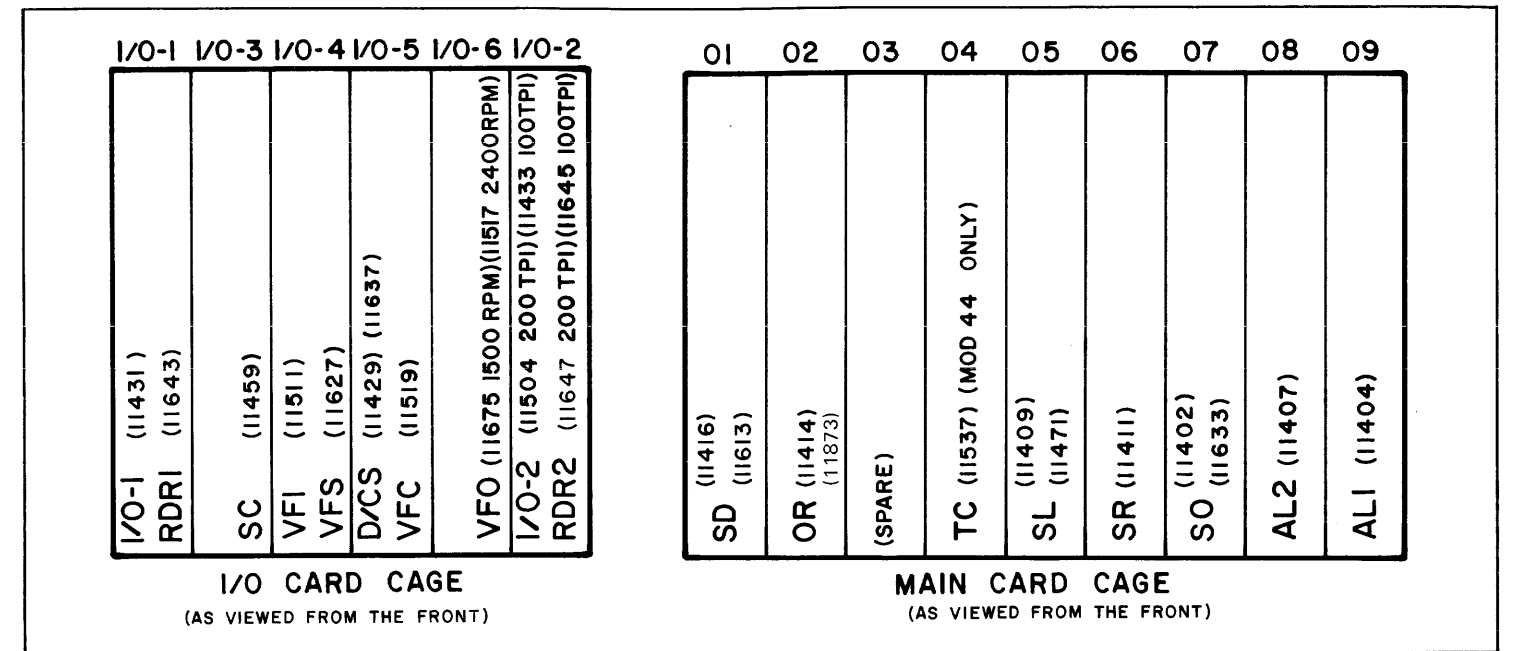 I/O-1 I/O-3 I/O-4 I/O-5 I/O-6 I/O-2
I/O-1 (11431)
RDR1 (11643)
SC (11459)
VFI (11511)
VFS (11627)
D/CS (11429) (11637)
VFC (11519)
VFO (11675 1500 RPM)(11517 2400RPM)
I/O-2 (11504 200 TPI)(11433 100TPI)
RDR2 (11647 200 TPI)(11645 100TPI)
I/O CARD CAGE
(AS VIEWED FROM THE FRONT)
01 02 03 04 05 06 07 08 09
SD (11416)
(11613)
OR (11414)
(11873)
(SPARE)
TC (11537) (MOD 44 ONLY)
SL (11409)
(11471)
SR (11411)
SO (11402)
(11633)
AL2 (11407)
AL1 (11404)
MAIN CARD CAGE
(AS VIEWED FROM THE FRONT)